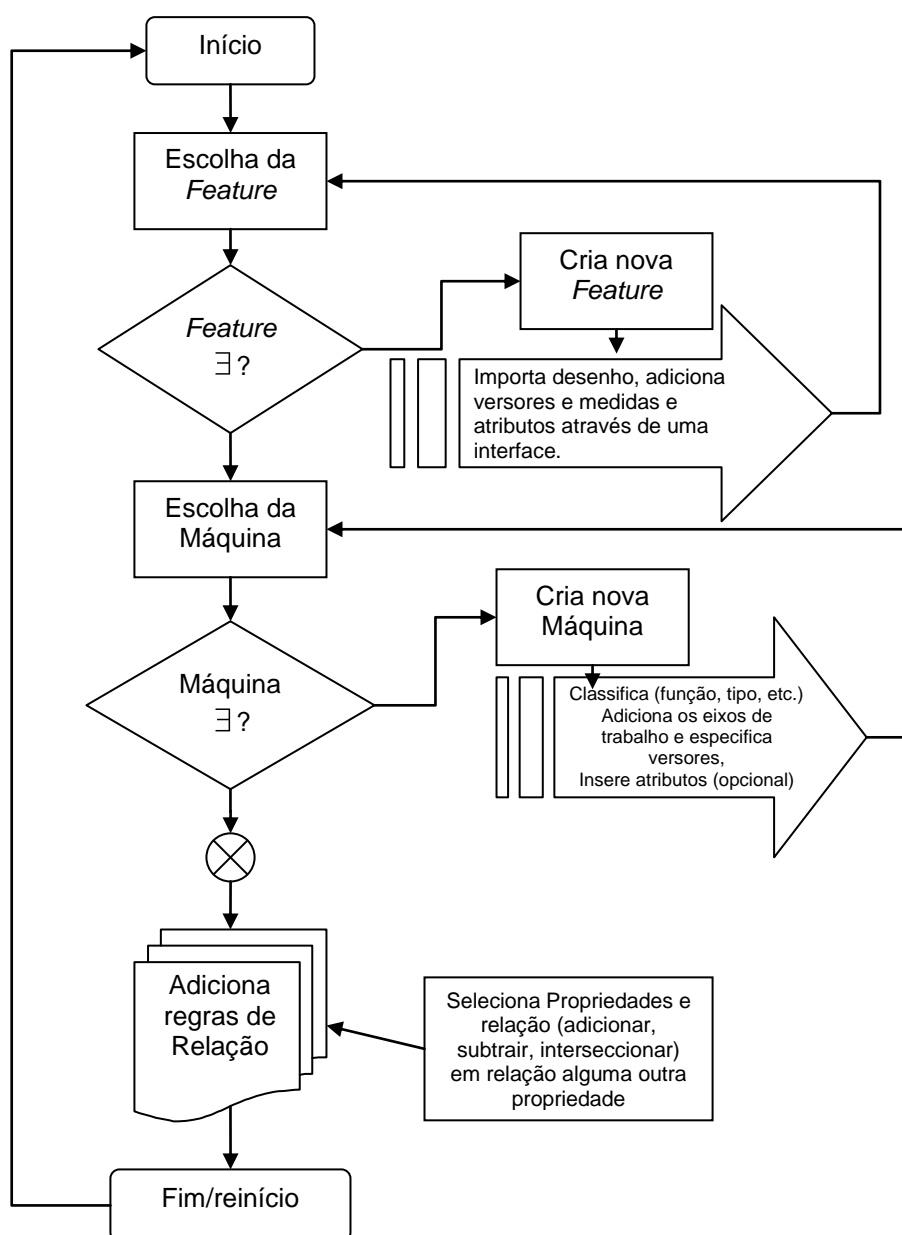 Início
Escolha da
Feature
Cria nova
Feature
Feature
∃ ?
Importa desenho, adiciona
versores e medidas e
atributos através de uma
interface.
Escolha da
Máquina
Cria nova
Máquina
Máquina
∃ ?
Classifica (função, tipo, etc.)
Adiciona os eixos de
trabalho e especifica
versores,
Insere atributos (opcional)
Adiciona
regras de
Relação
Seleciona Propriedades e
relação (adicionar,
subtrair, interseccionar)
em relação alguma outra
propriedade
Fim/reinício